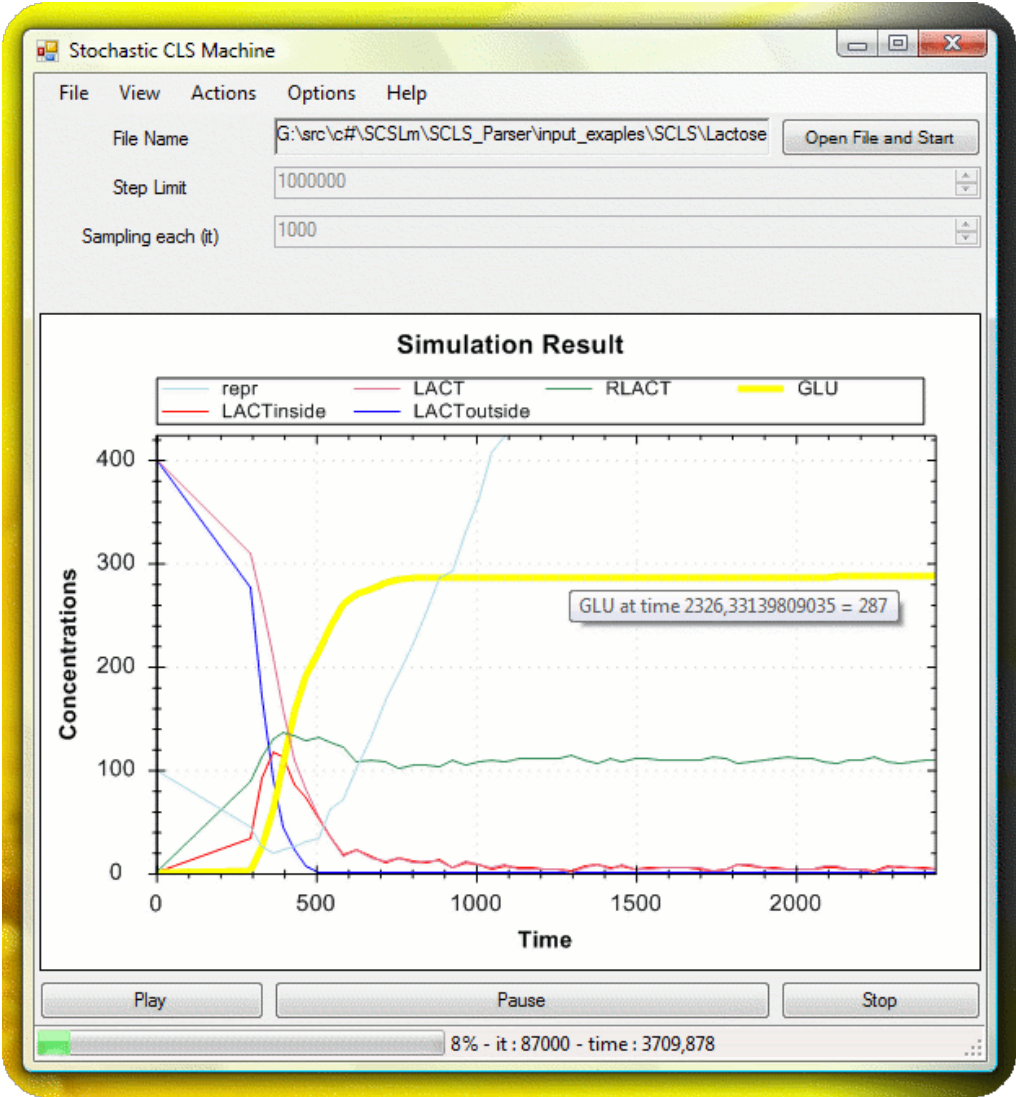 Stochastic CLS Machine
File View Actions Options Help
File Name G:\src\c#\SCSLm\SCLS_Parser\input_exaples\SCLS\Lactose Open File and Start
Step Limit 1000000
Sampling each (it) 1000
Simulation Result
repr LACT RLACT GLU
LACTinside LACToutside
400
300
200
100
0
Concentrations
GLU at time 2326,33139809035 = 287
0 500 1000 1500 2000
Time
Play Pause Stop
8% - it : 87000 - time : 3709,878